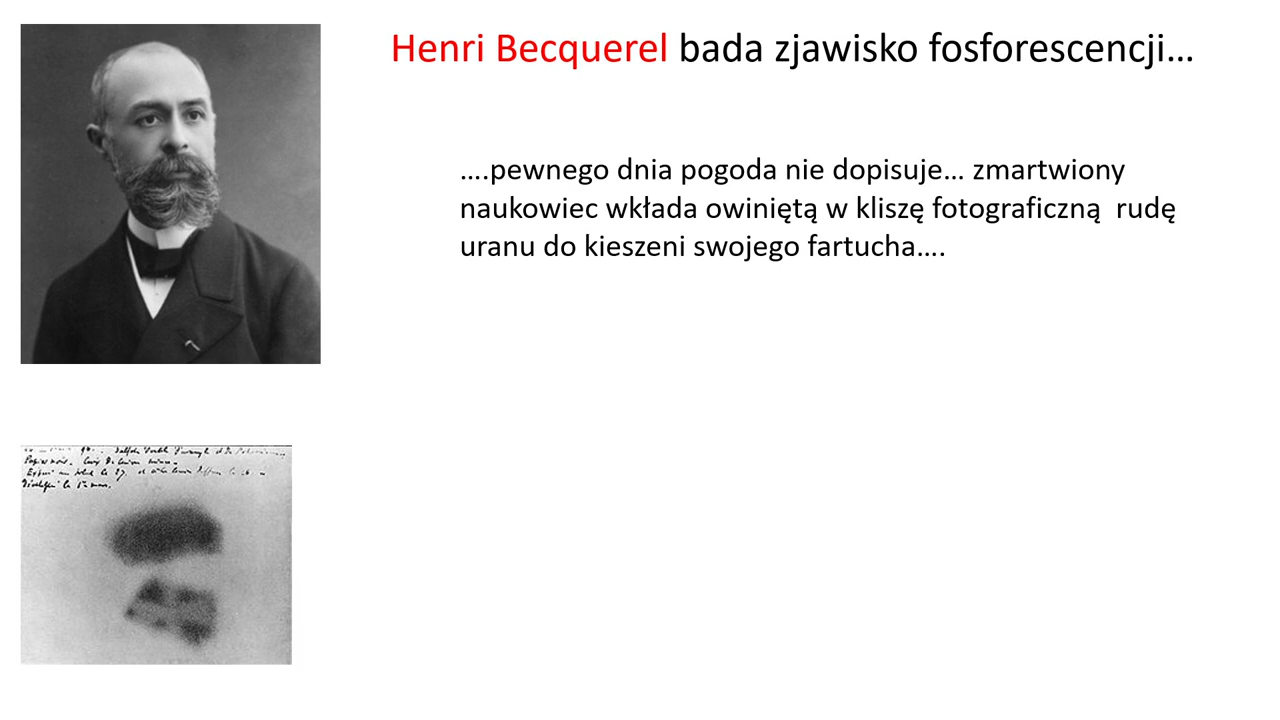 Henri Becquerel bada zjawisko fosforescencji...
....pewnego dnia pogoda nie dopisuje... zmartwiony
naukowiec wkłada owiniętą w kliszę fotograficzną rudę
uranu do kieszeni swojego fartucha....